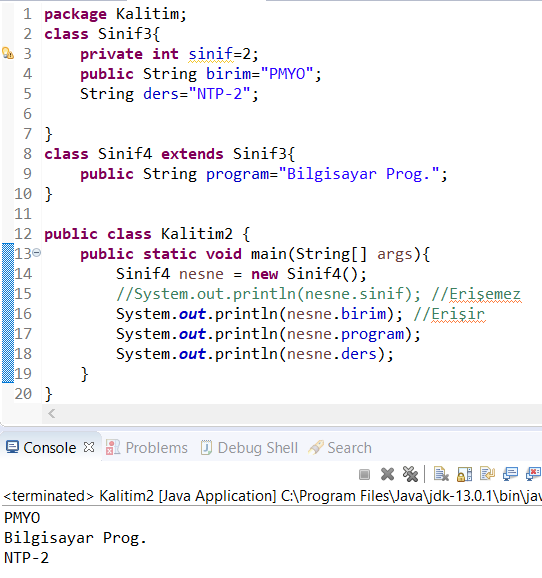 1 package Kalitim;
2 class Sinif3{
3     private int sinif=2;
4     public String birim="PMYO";
5     String ders="NTP-2";
6
7 }
8 class Sinif4 extends Sinif3{
9     public String program="Bilgisayar Prog.";
10 }
11
12 public class Kalitim2 {
13     public static void main(String[] args){
14         Sinif4 nesne = new Sinif4();
15         //System.out.println(nesne.sinif); //Erişemez
16         System.out.println(nesne.birim); //Erişir
17         System.out.println(nesne.program);
18         System.out.println(nesne.ders);
19     }
20 }
Console Problems Debug Shell Search
<terminated> Kalitim2 [Java Application] C:\Program Files\Java\jdk-13.0.1\bin\jav
PMYO
Bilgisayar Prog.
NTP-2